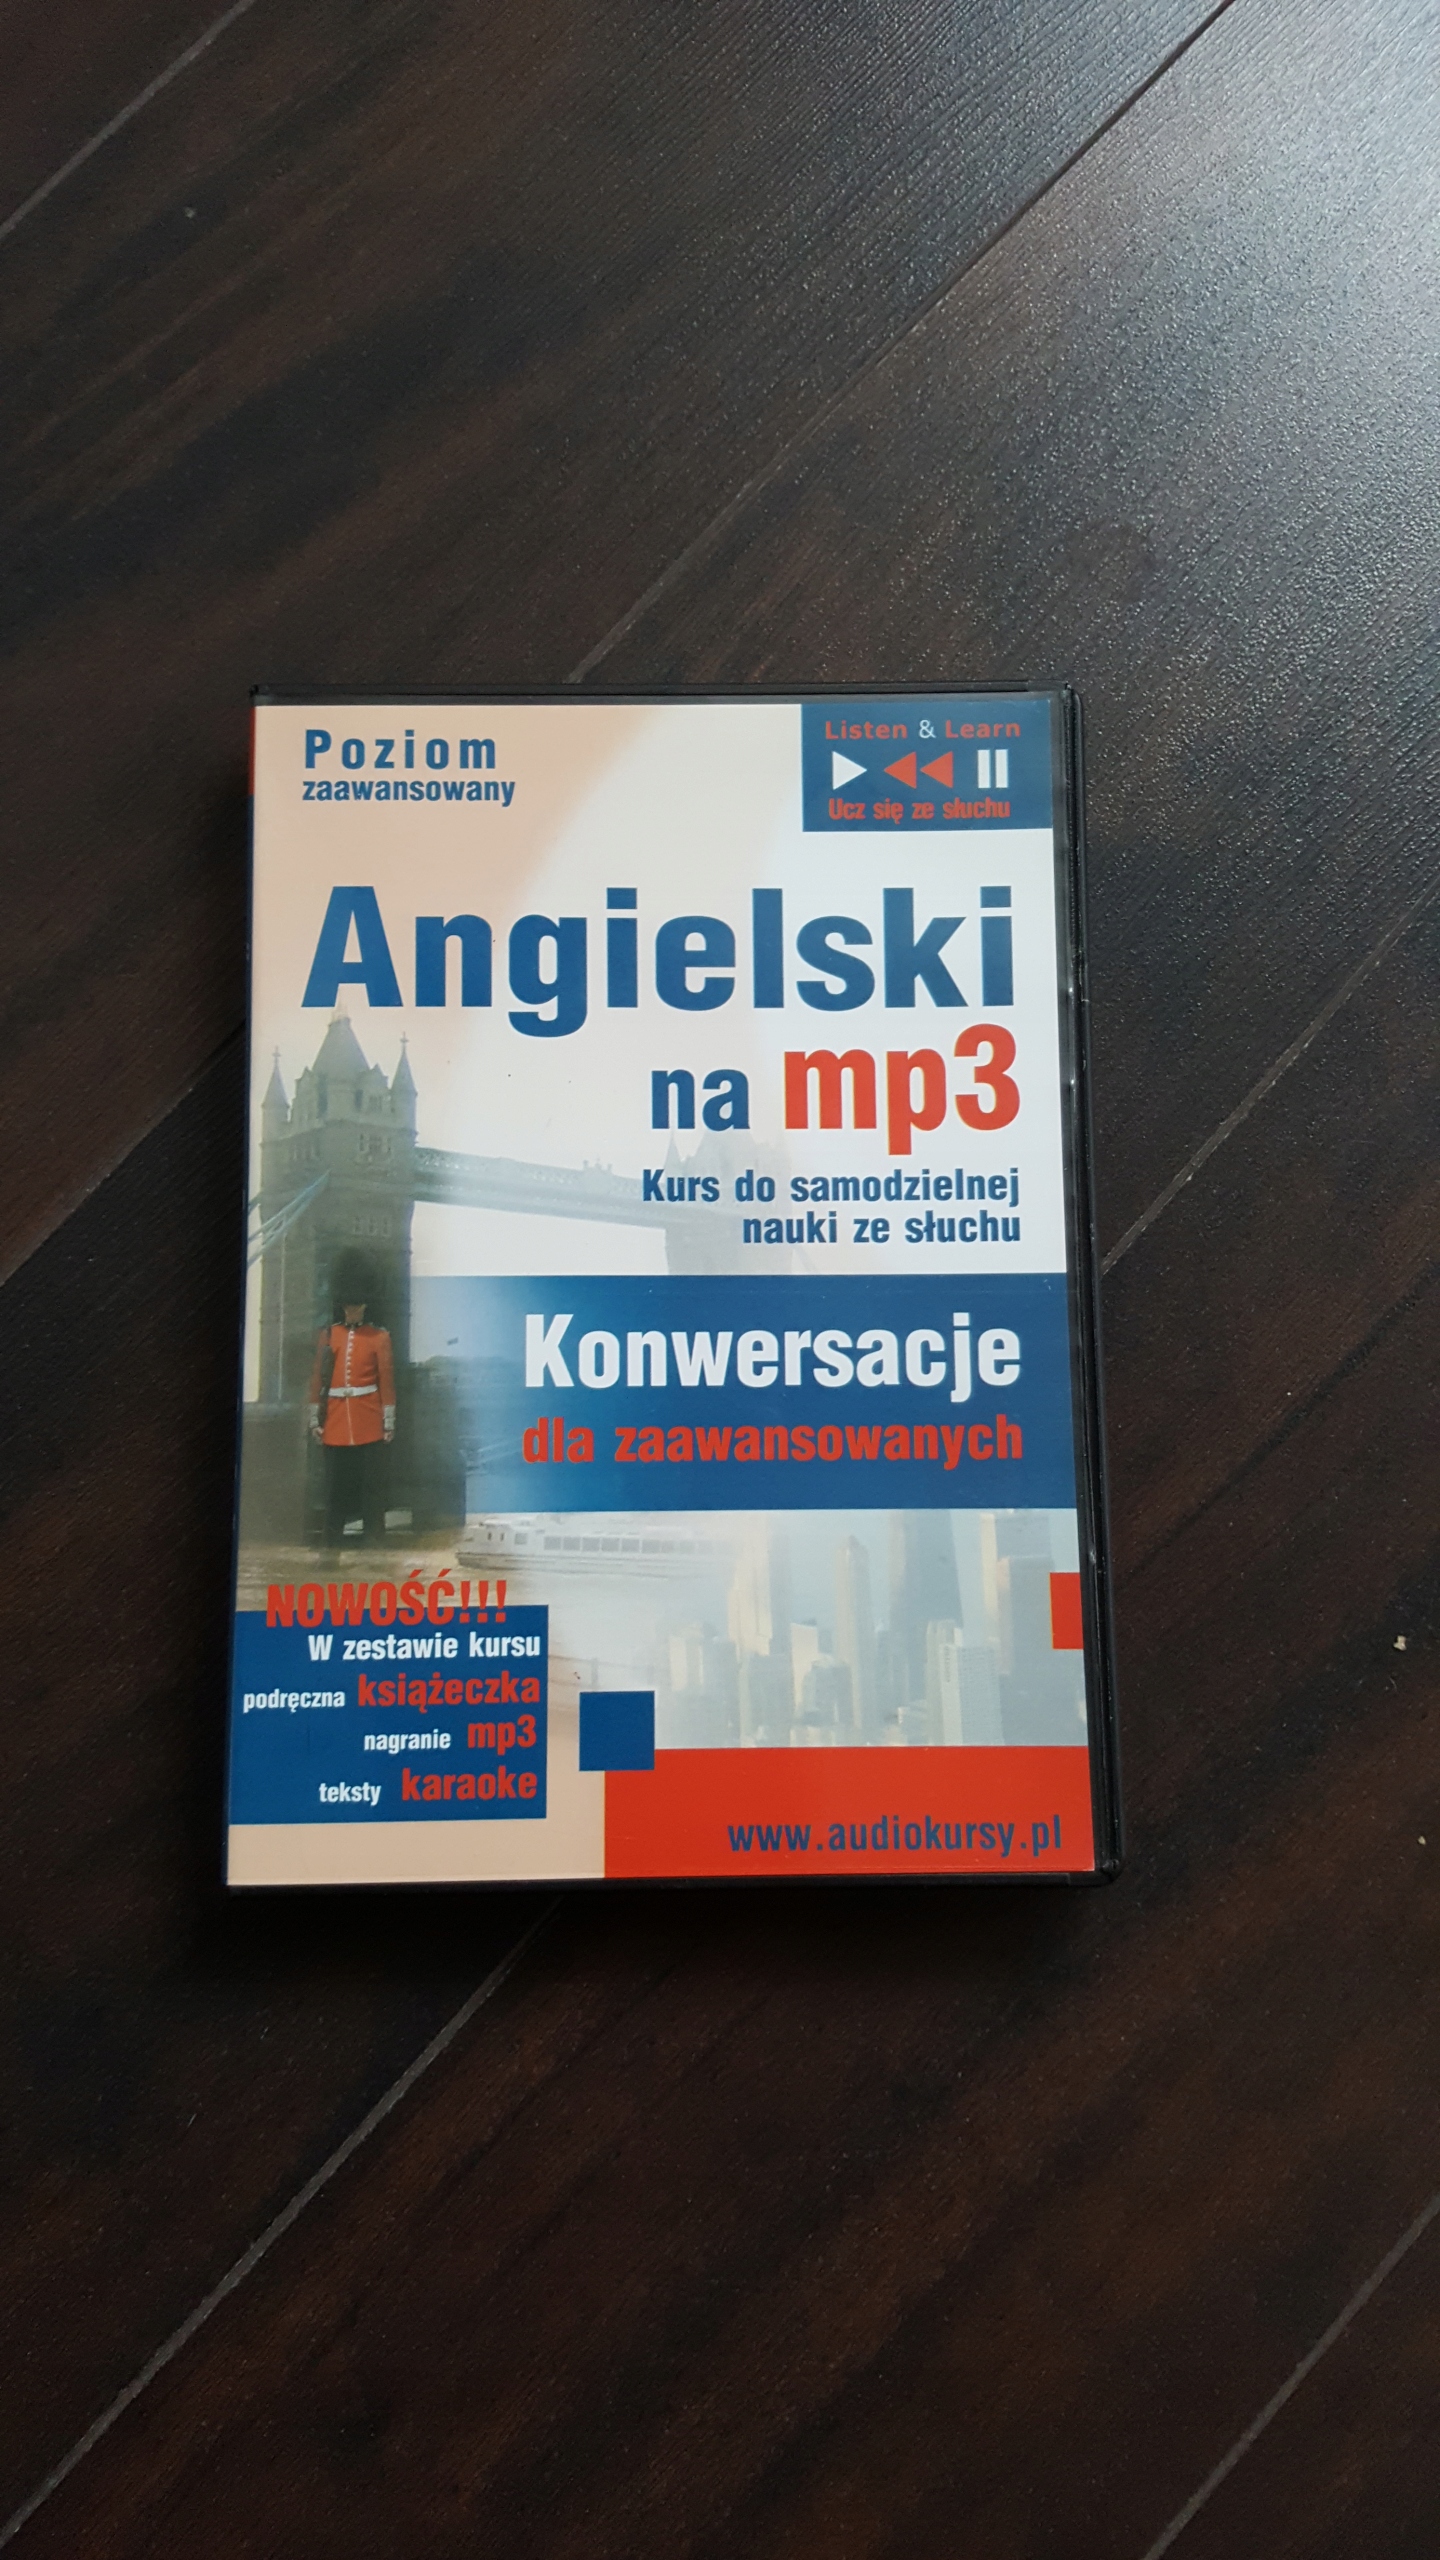 Poziom
zaawansowany
Listen & Learn
Ucz się ze słuchu
Angielski
na mp3
Kurs do samodzielnej
nauki ze słuchu
Konwersacje
dla zaawansowanych
NOWOŚĆ!!!
W zestawie kursu
podręczna książeczka
nagranie mp3
teksty karaoke
www.audiokursy.pl